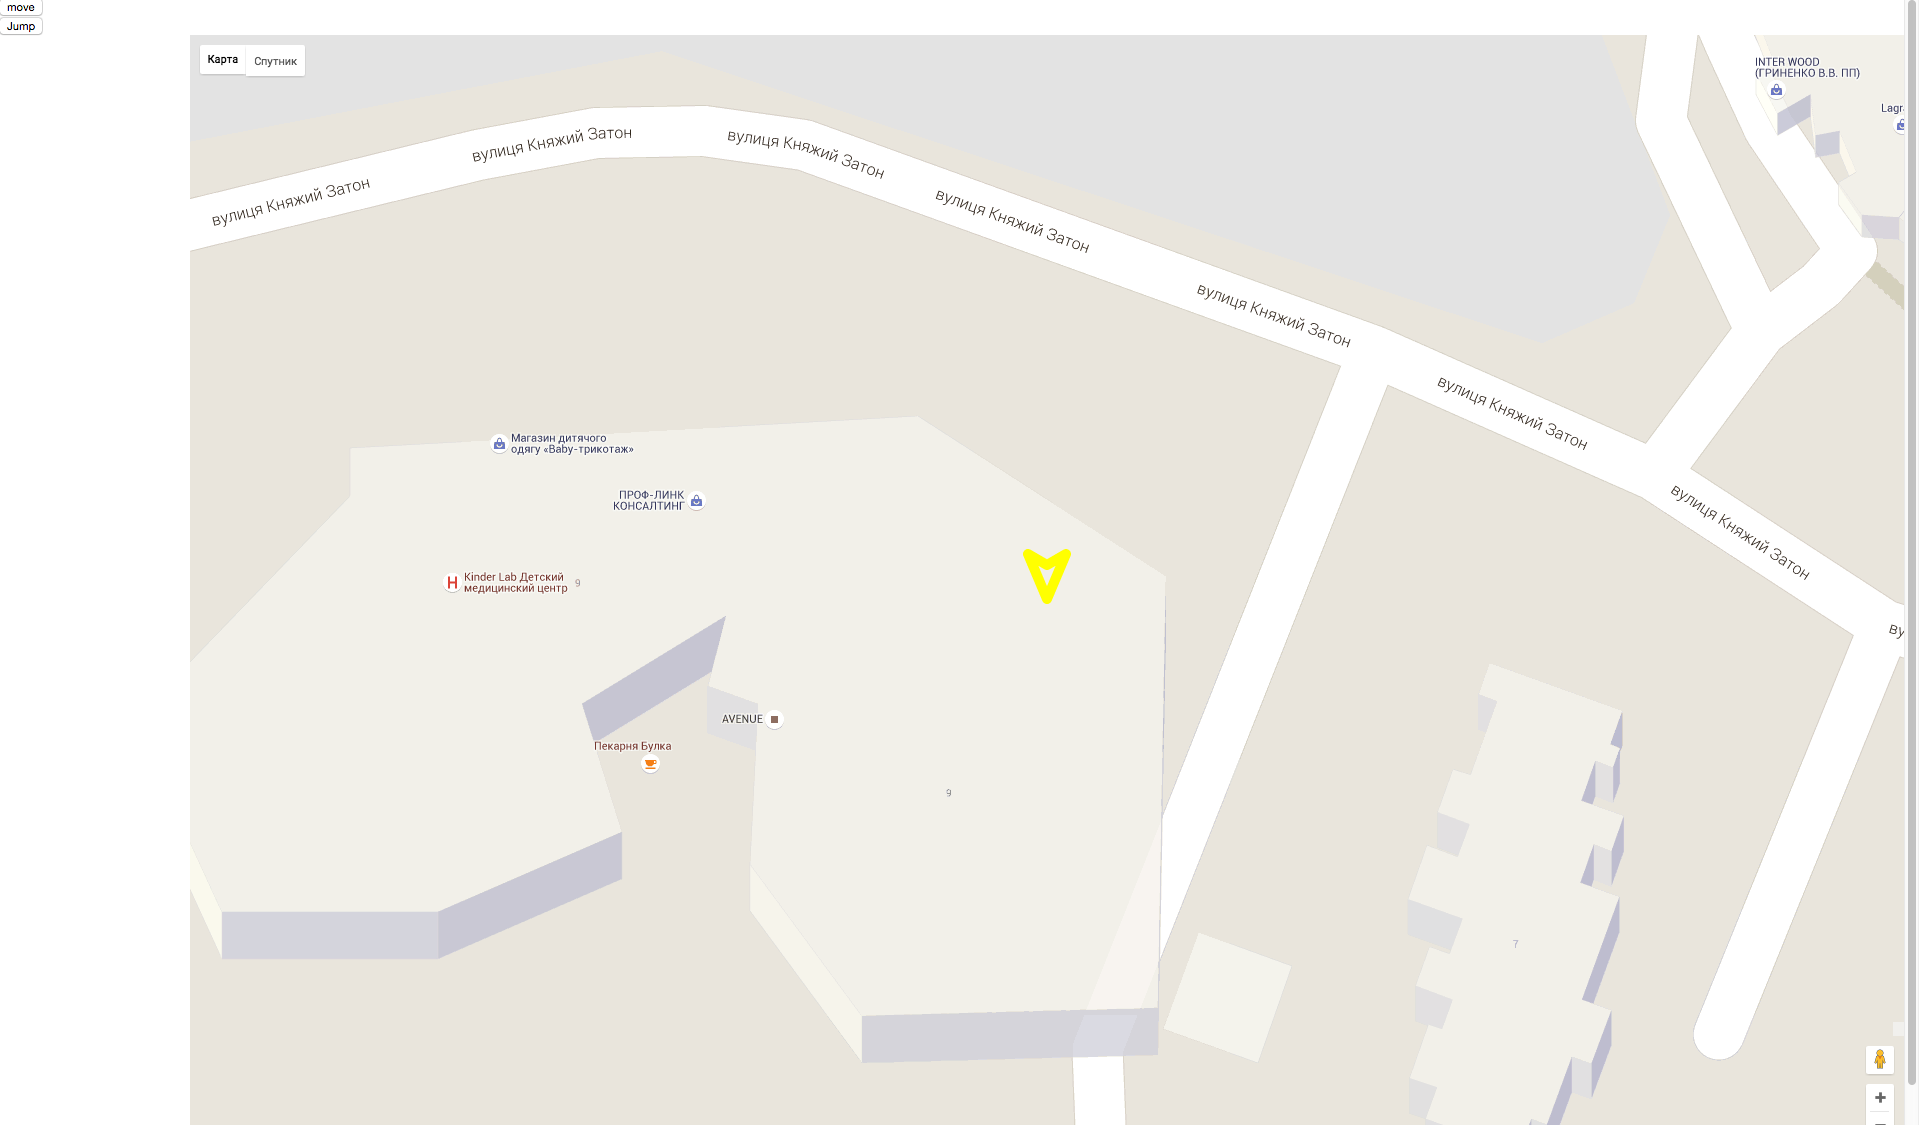 move
Jump
Карта
Спутник
INTER WOOD
(ГРИНЕНКО В.В. ПП)
Lagr
вулиця Княжий Затон
вулиця Княжий Затон
вулиця Княжий Затон
вулиця Княжий Затон
вулиця Княжий Затон
вулиця Княжий Затон
вулиця Княжий Затон
ву
Магазин дитячого
одягу «Baby-трикотаж»
ПРОФ-ЛИНК
КОНСАЛТИНГ
Kinder Lab Детский
медицинский центр
9
AVENUE
Пекарня Булка
9
7